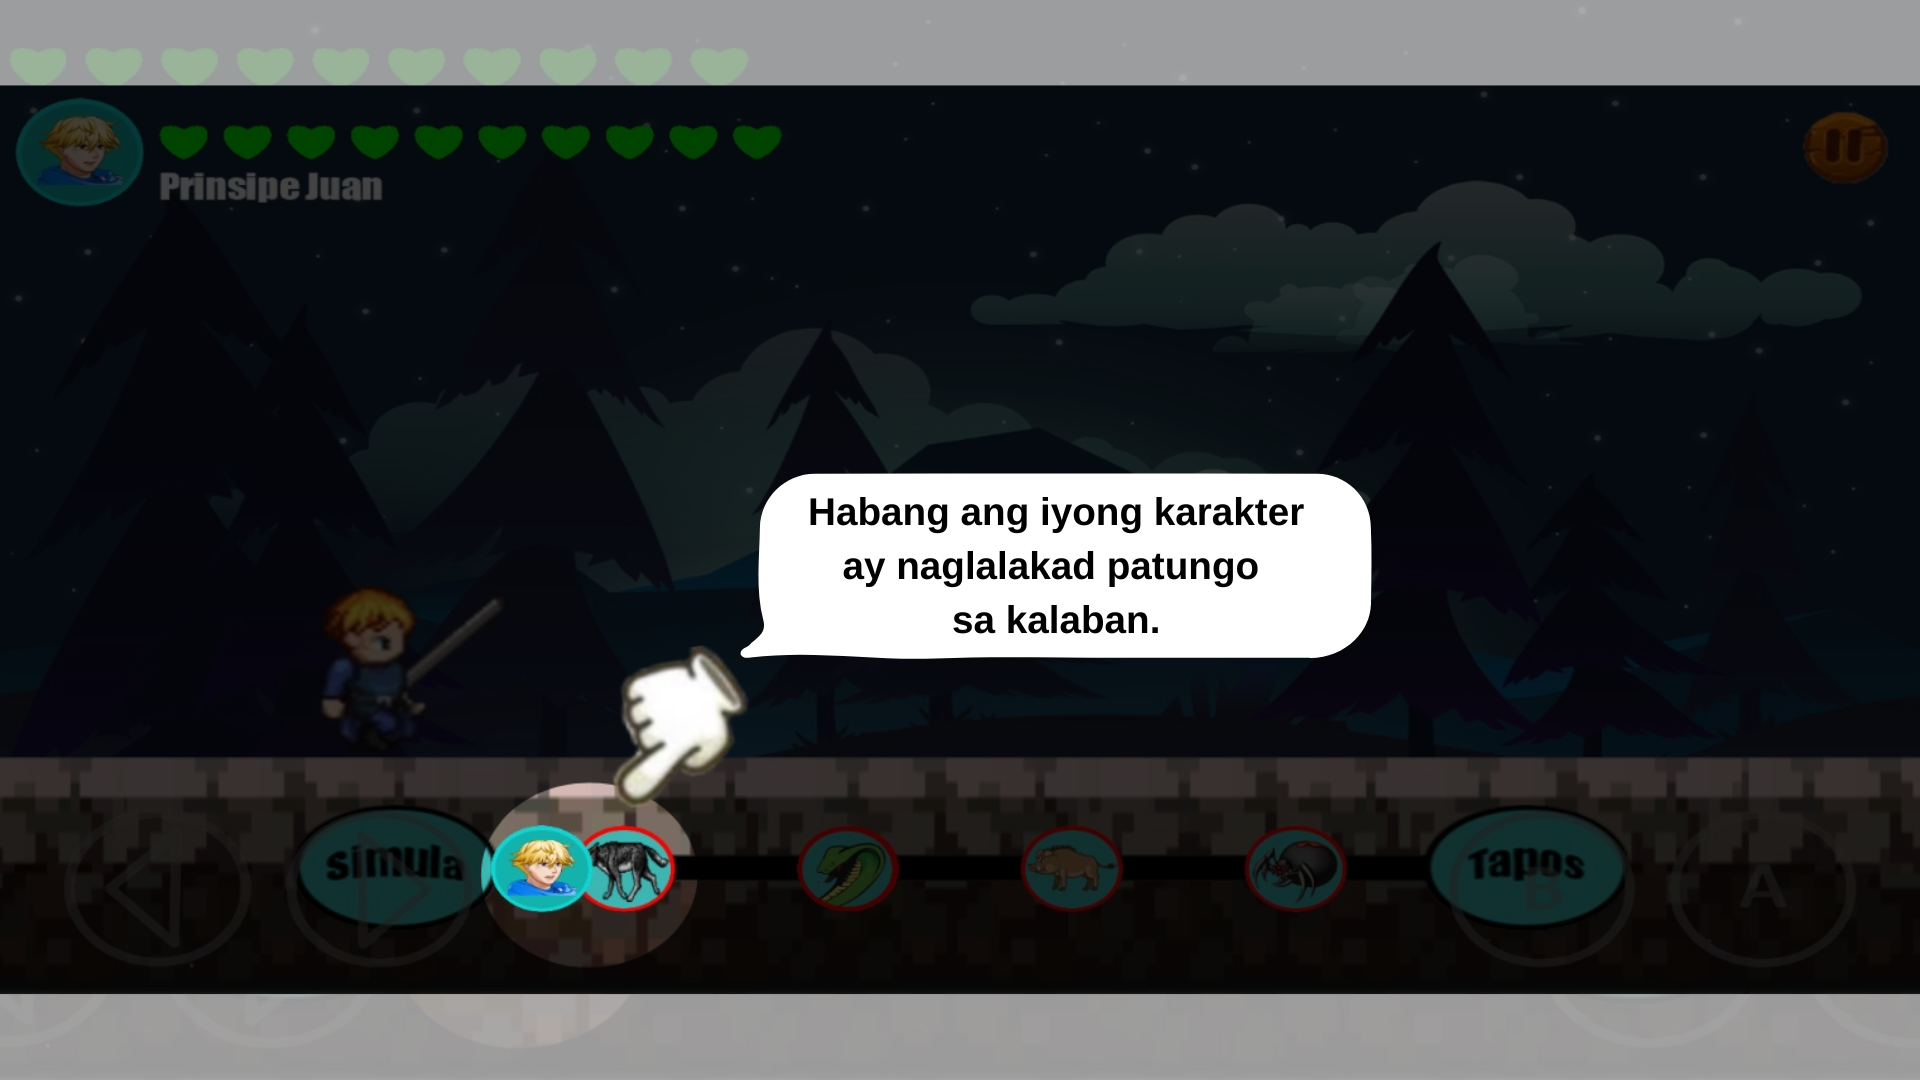 Prinsipe Juan
Habang ang iyong karakter
ay naglalakad patungo
sa kalaban.
simula
Tapos
B
A